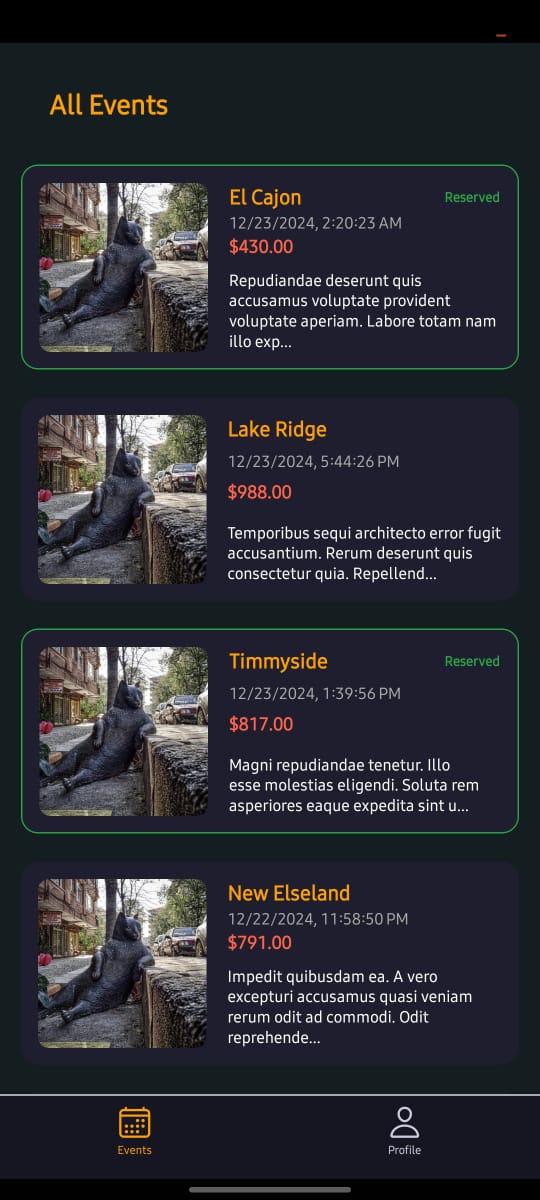 All Events
El Cajon
Reserved
12/23/2024, 2:20:23 AM
$430.00
Repudiandae deserunt quis
accusamus voluptate provident
voluptate aperiam. Labore totam nam
illo exp...
Lake Ridge
12/23/2024, 5:44:26 PM
$988.00
Temporibus sequi architecto error fugit
accusantium. Rerum deserunt quis
consectetur quia. Repellend...
Timmyside
Reserved
12/23/2024, 1:39:56 PM
$817.00
Magni repudiandae tenetur. Illo
esse molestias eligendi. Soluta rem
asperiores eaque expedita sint u...
New Elseland
12/22/2024, 11:58:50 PM
$791.00
Impedit quibusdam ea. A vero
excepturi accusamus quasi veniam
rerum odit ad commodi. Odit
reprehende...
Events
Profile